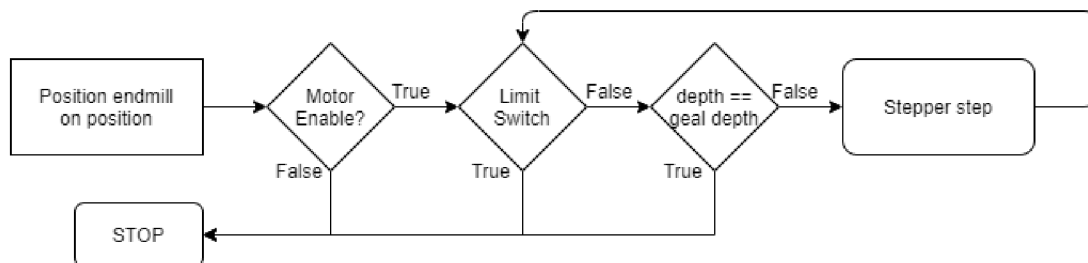 Position endmill
on position
Motor
Enable?
True
False
Limit
Switch
False
True
depth ==
geal depth
False
True
Stepper step
STOP